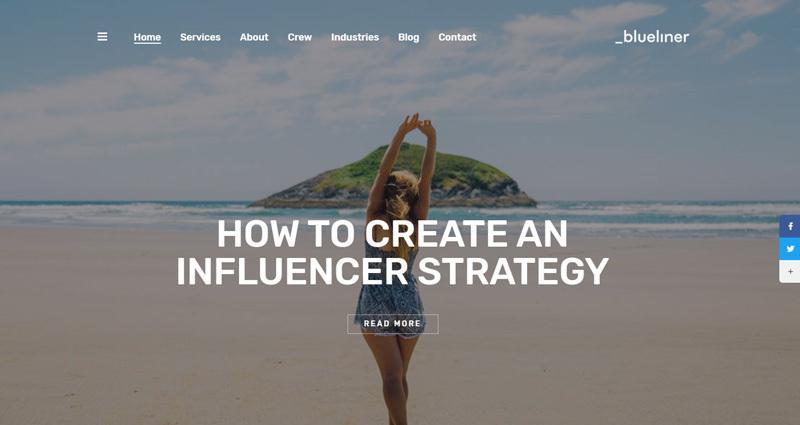 Home Services About Crew Industries Blog Contact
_blueliner
HOW TO CREATE AN
INFLUENCER STRATEGY
READ MORE